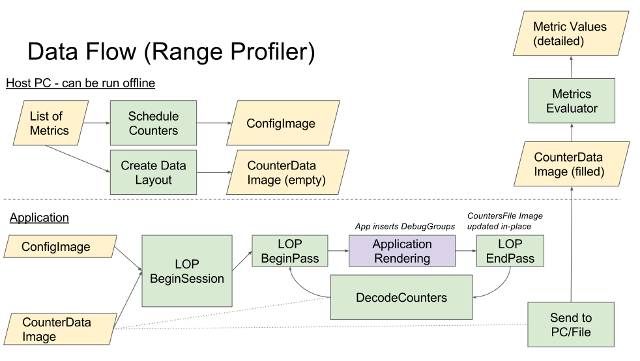 Data Flow (Range Profiler)
Host PC - can be run offline
List of
Metrics
Schedule
Counters
ConfigImage
Create Data
Layout
CounterData
Image (empty)
Metric Values
(detailed)
Metrics
Evaluator
CounterData
Image (filled)
Application
ConfigImage
CounterData
Image
LOP
BeginSession
LOP
BeginPass
App inserts DebugGroups
Application
Rendering
CountersFile Image
updated in-place
LOP
EndPass
DecodeCounters
Send to
PC/File